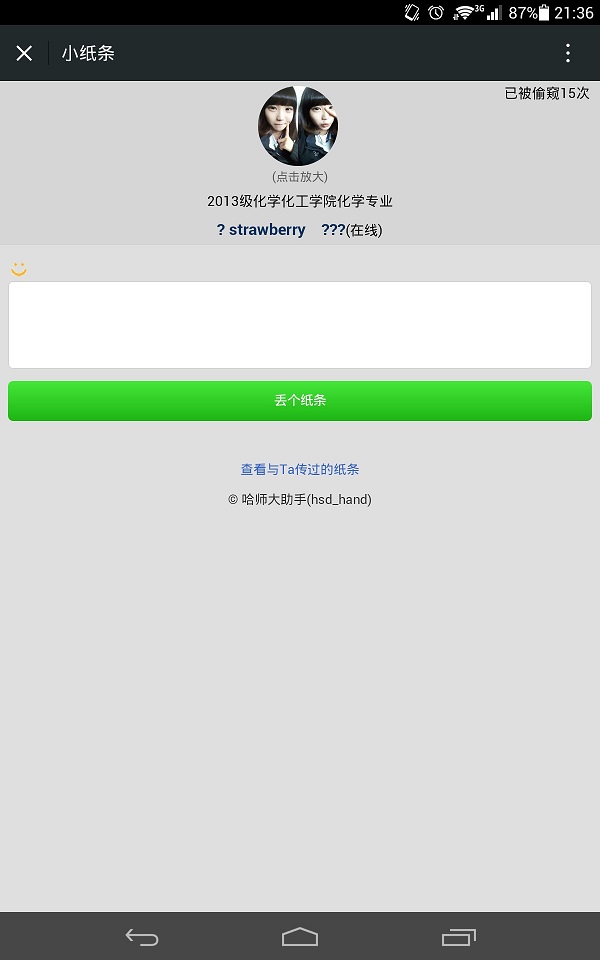 3G 87% 21:36
小纸条
已被偷窥15次
(点击放大)
2013级化学化工学院化学专业
? strawberry ???(在线)
丢个纸条
查看与Ta传过的纸条
© 哈师大助手(hsd_hand)